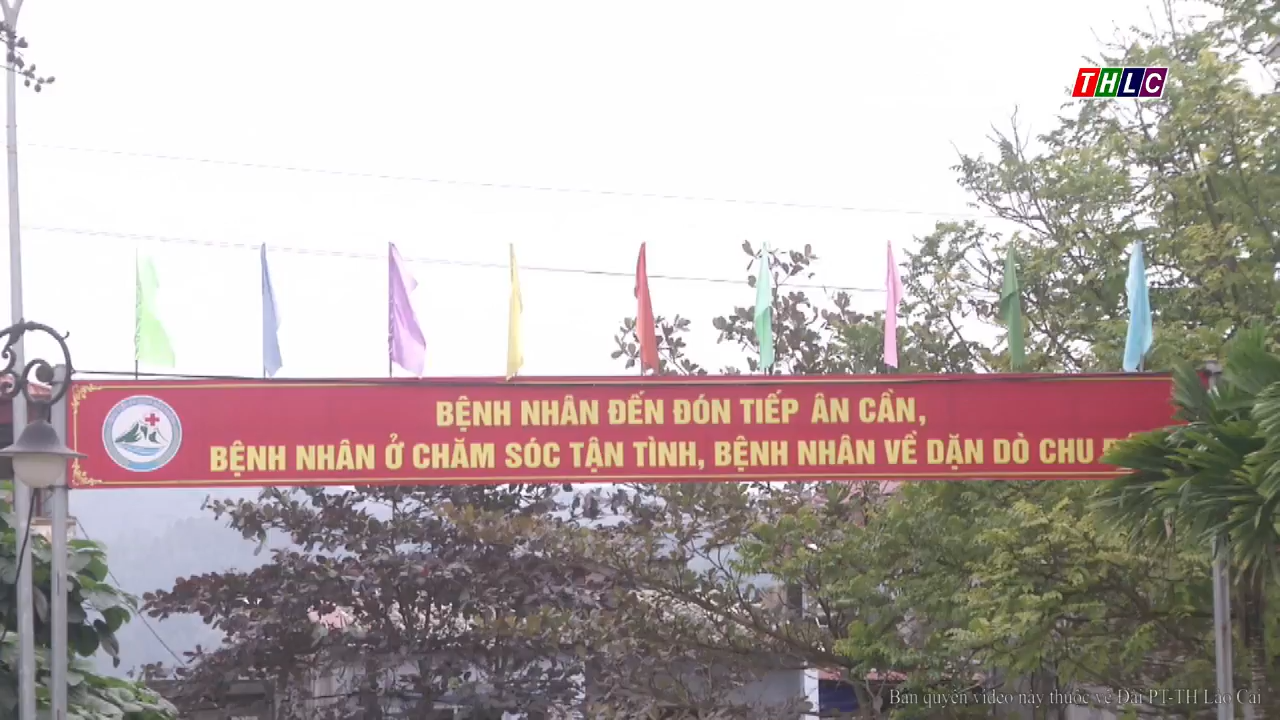 THLC
BỆNH NHÂN ĐẾN ĐÓN TIẾP ÂN CẦN,
BỆNH NHÂN Ở CHĂM SÓC TẬN TÌNH, BỆNH NHÂN VỀ DẶN DÒ CHU
Bản quyền video này thuộc về Đài PT-TH Lào Cai